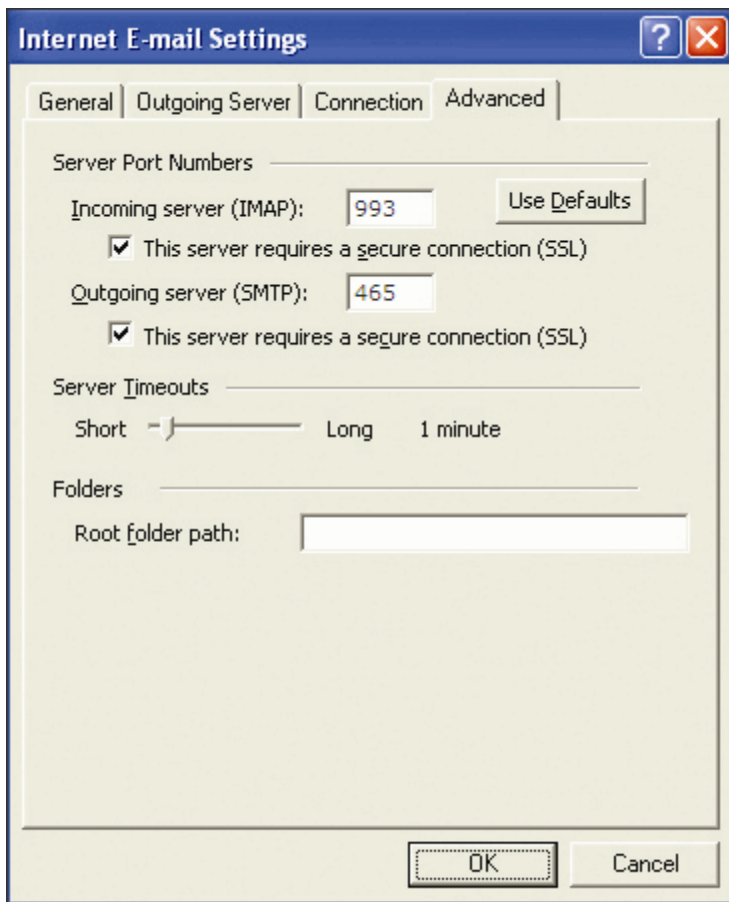 Internet E-mail Settings
General Outgoing Server Connection Advanced
Server Port Numbers
Incoming server (IMAP): 993 Use Defaults
This server requires a secure connection (SSL)
Outgoing server (SMTP): 465
This server requires a secure connection (SSL)
Server Timeouts
Short Long 1 minute
Folders
Root folder path:
OK Cancel